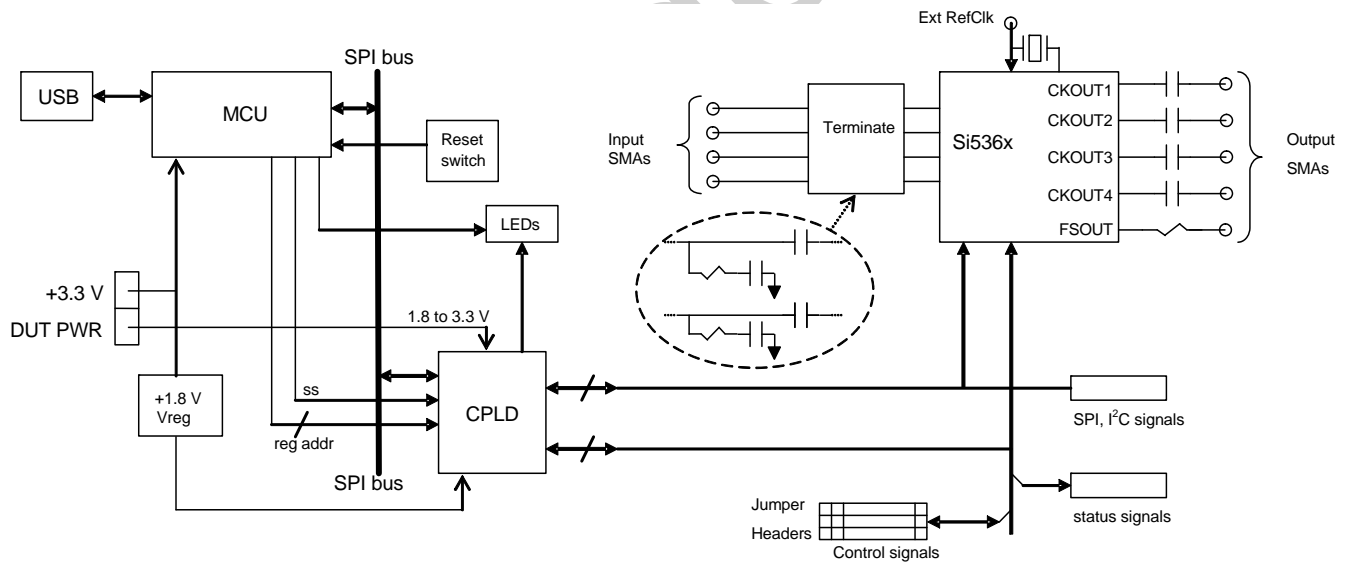 Ext RefClk
SPI bus
USB
MCU
Reset
switch
Input
SMAs
Terminate
Si536x
CKOUT1
CKOUT2
CKOUT3
CKOUT4
FSOUT
Output
SMAs
LEDs
+3.3 V
DUT PWR
1.8 to 3.3 V
+1.8 V
Vreg
ss
reg addr
CPLD
SPI bus
SPI, I²C signals
status signals
Jumper
Headers
Control signals